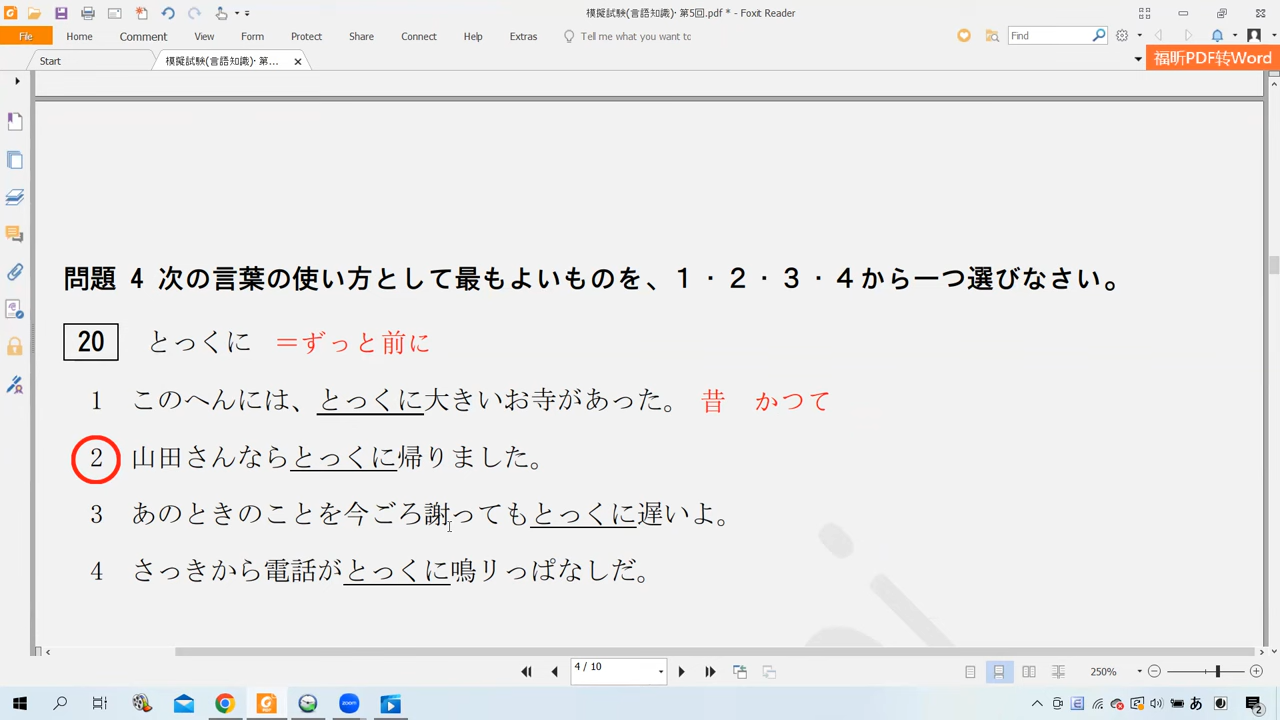 模擬試験(言語知識)· 第5回.pdf * - Foxit Reader
File Home Comment View Form Protect Share Connect Help Extras Tell me what you want to do Find
Start 模擬試験(言語知識)· 第... 福昕PDF转Word
問題 4 次の言葉の使い方として最もよいものを、１・２・３・４から一つ選びなさい。
20 とっくに ＝ずっと前に
1 このへんには、とっくに大きいお寺があった。 昔 かつて
2 山田さんならとっくに帰りました。
3 あのときのことを今ごろ謝ってもとっくに遅いよ。
4 さっきから電話がとっくに鳴リっぱなしだ。
4 / 10 250%
zoom あ 2